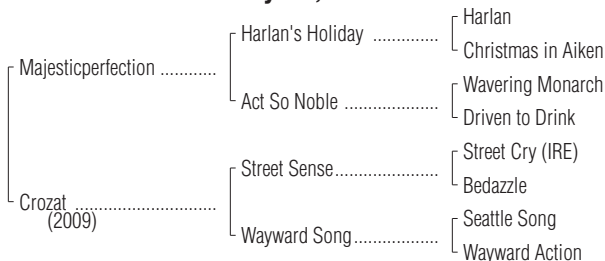 Harlan
Harlan's Holiday ..............
Christmas in Aiken
Majesticperfection ............
Wavering Monarch
Act So Noble ....................
Driven to Drink
Street Cry (IRE)
Street Sense......................
Bedazzle
Crozat ..............................
(2009)
Seattle Song
Wayward Song..................
Wayward Action